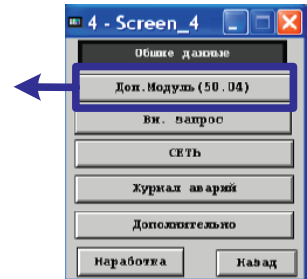 4 - Screen_4
Общие данные
Доп.Модуль(50.04)
Вн. запрос
СЕТЬ
Журнал аварий
Дополнительно
Наработка Назад